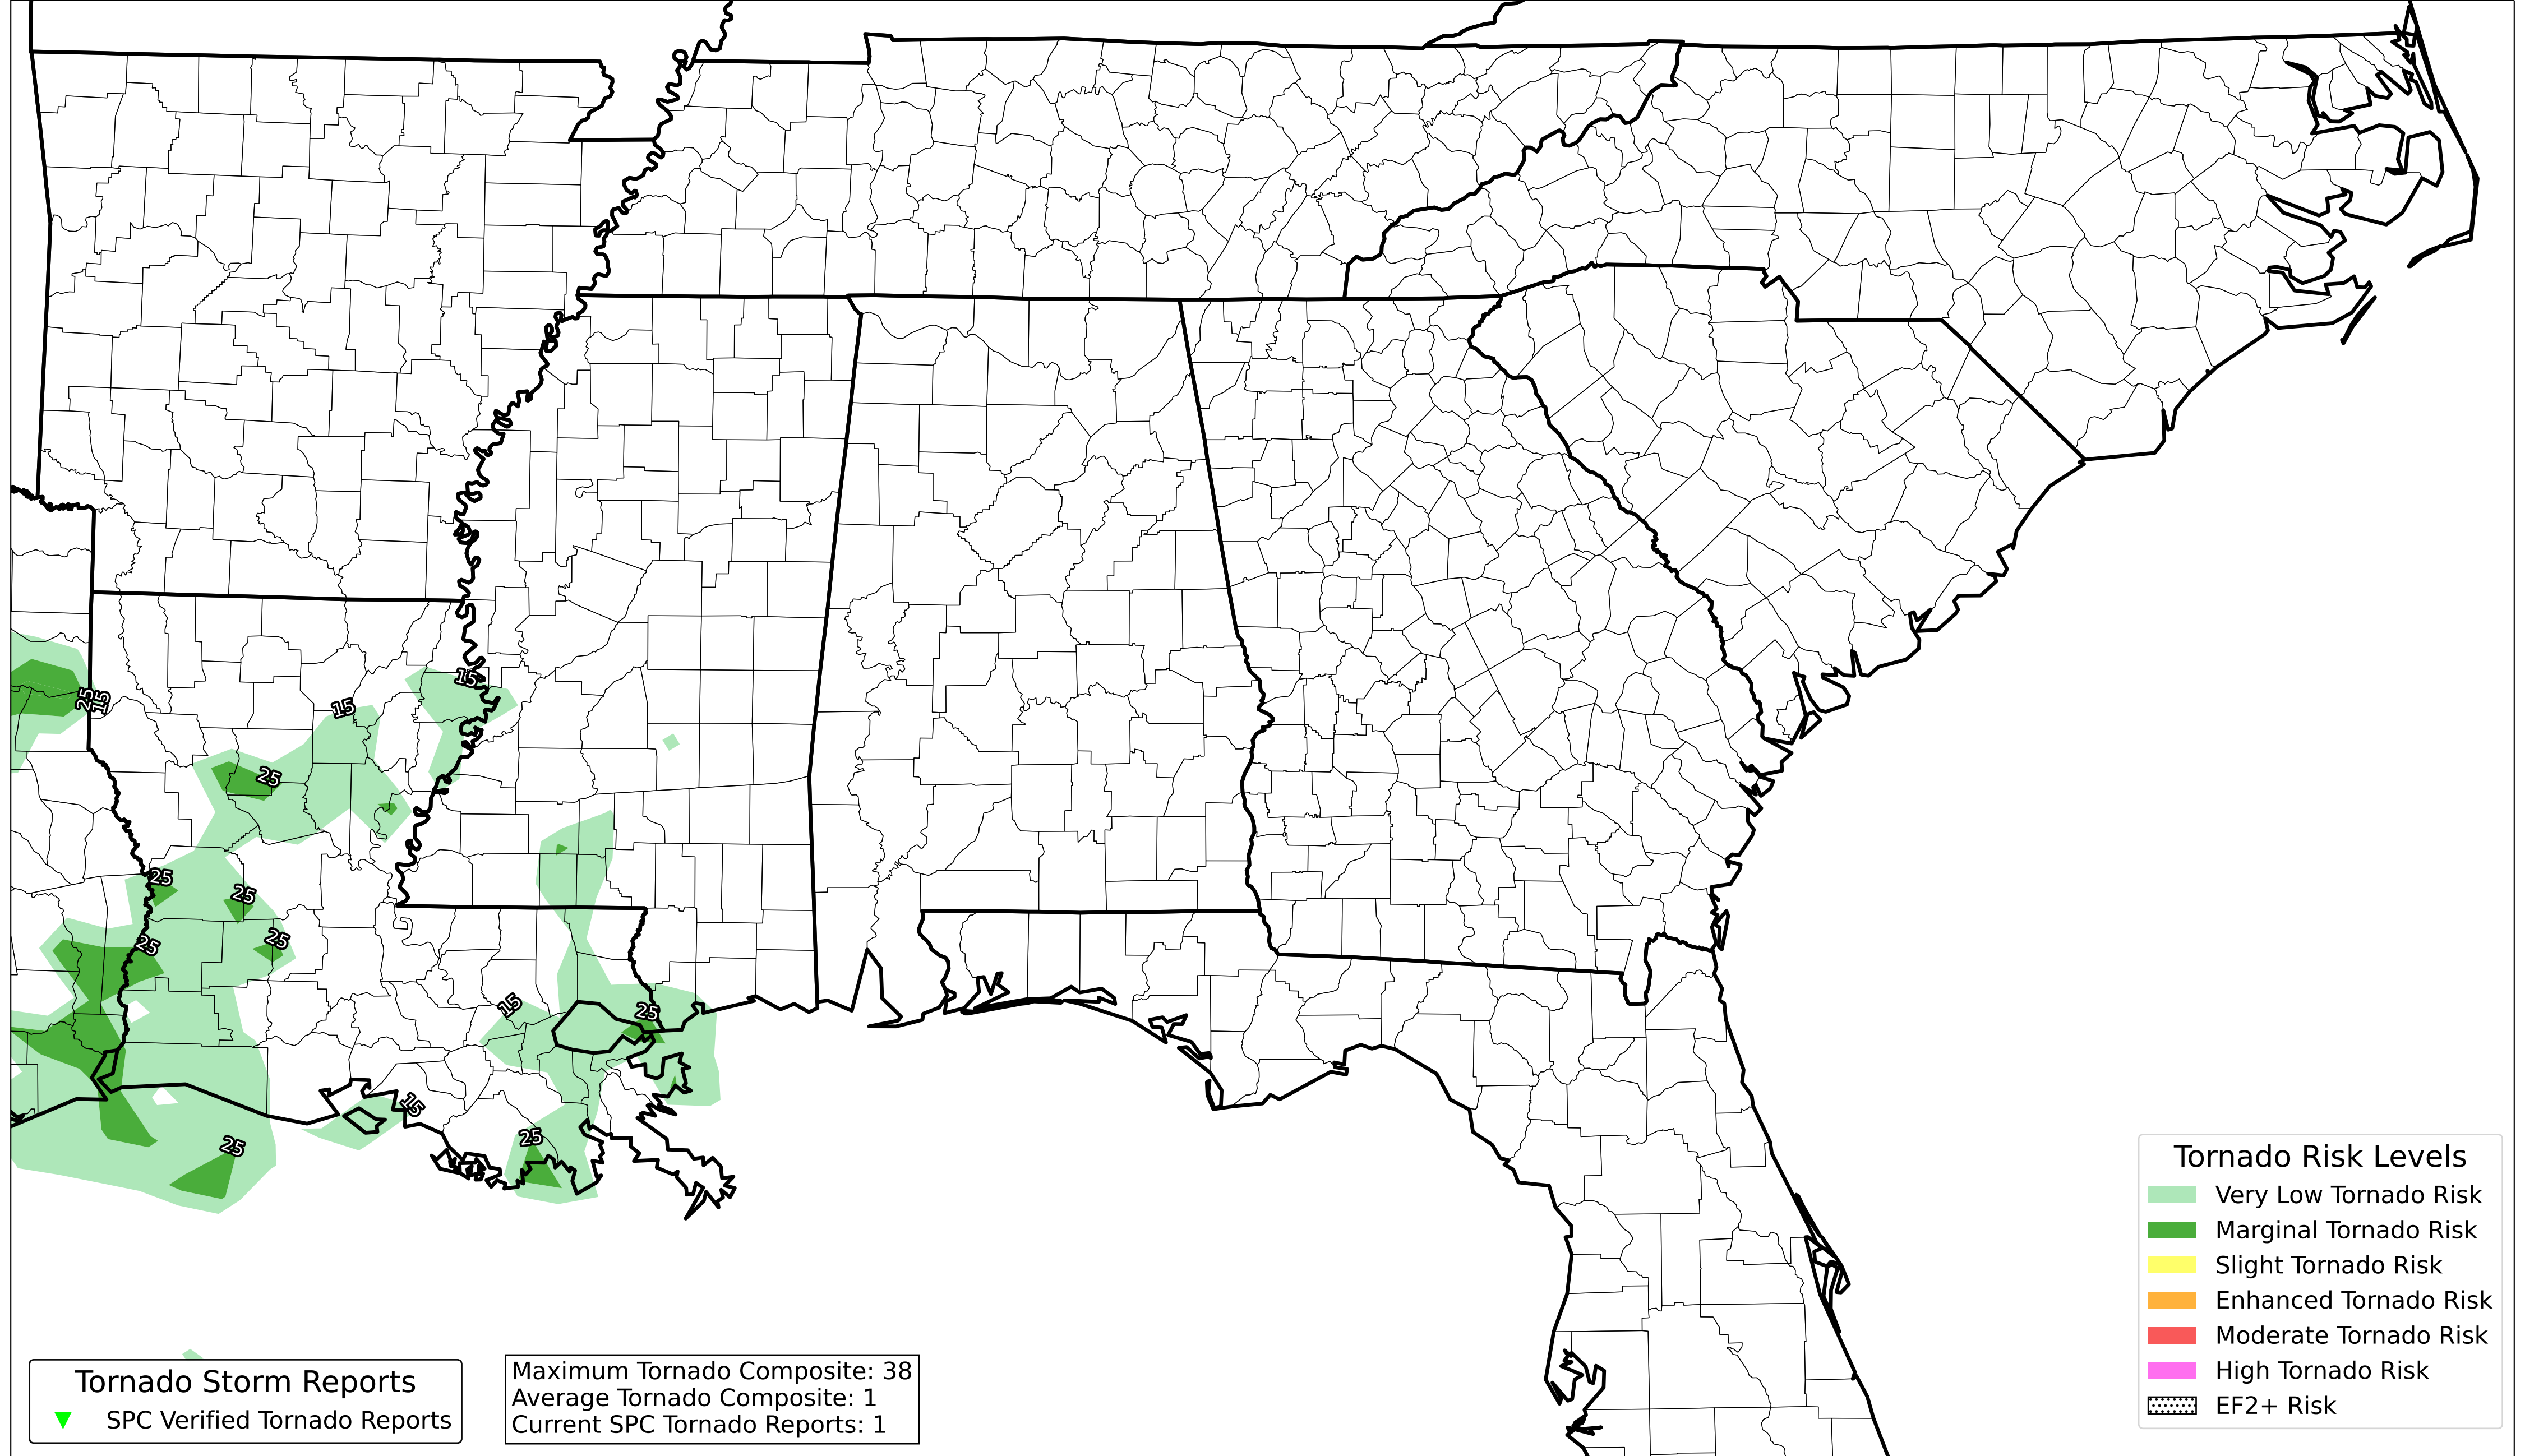 15
25
15
15
25
25
25
25
25
15
25
15
25
25
Tornado Risk Levels
Very Low Tornado Risk
Marginal Tornado Risk
Slight Tornado Risk
Enhanced Tornado Risk
Moderate Tornado Risk
High Tornado Risk
EF2+ Risk
Tornado Storm Reports
SPC Verified Tornado Reports
Maximum Tornado Composite: 38
Average Tornado Composite: 1
Current SPC Tornado Reports: 1